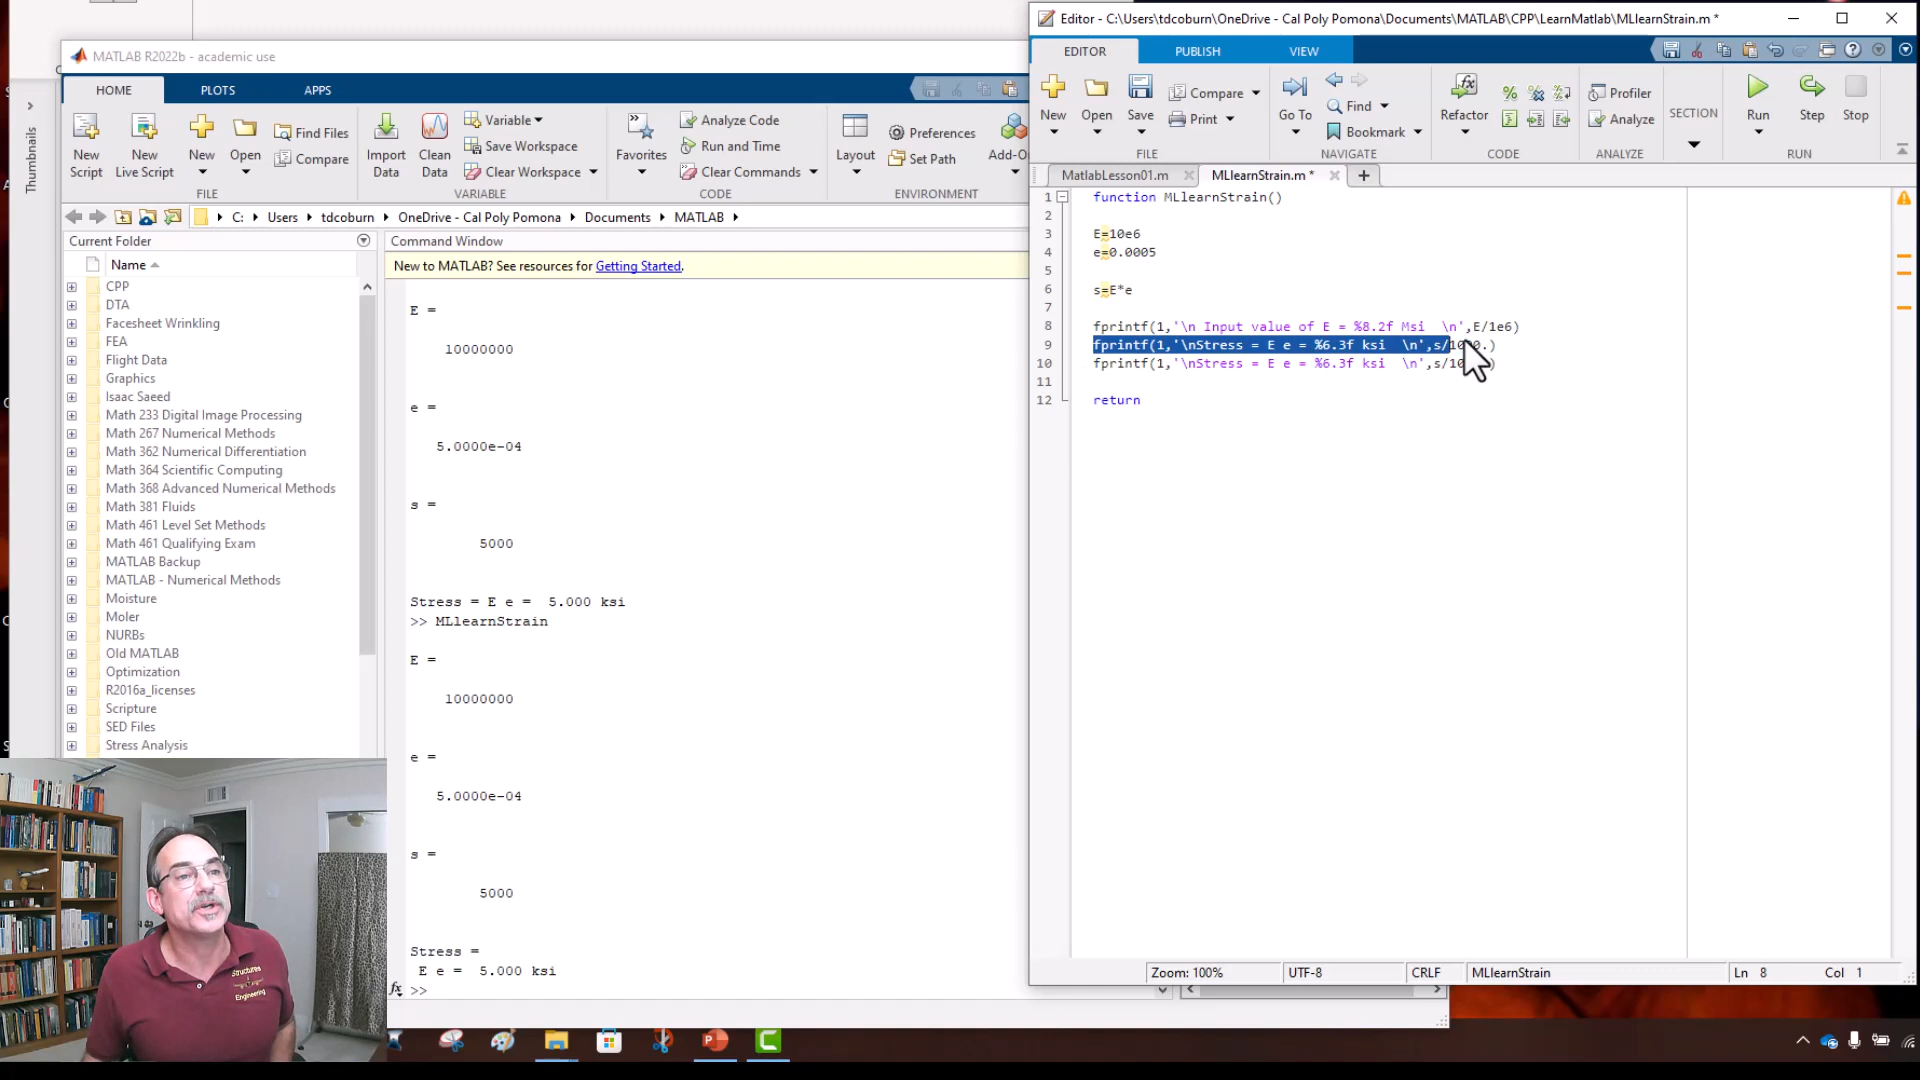 MATLAB R2022b - academic use
HOME
PLOTS
APPS
New Script
New Live Script
New
Open
Find Files
Compare
FILE
Import Data
Clean Data
Variable
Save Workspace
Clear Workspace
VARIABLE
Favorites
Analyze Code
Run and Time
Clear Commands
CODE
Layout
Preferences
Set Path
Add-On
ENVIRONMENT
C: Users tdcoburn OneDrive - Cal Poly Pomona Documents MATLAB
Thumbnails
Current Folder
Name
CPP
DTA
Facesheet Wrinkling
FEA
Flight Data
Graphics
Isaac Saeed
Math 233 Digital Image Processing
Math 267 Numerical Methods
Math 362 Numerical Differentiation
Math 364 Scientific Computing
Math 368 Advanced Numerical Methods
Math 381 Fluids
Math 461 Level Set Methods
Math 461 Qualifying Exam
MATLAB Backup
MATLAB - Numerical Methods
Moisture
Moler
NURBs
Old MATLAB
Optimization
R2016a_licenses
Scripture
SED Files
Stress Analysis
Command Window
New to MATLAB? See resources for Getting Started.
E =
10000000
e =
5.0000e-04
s =
5000
Stress = E e =  5.000 ksi
>> MLlearnStrain
E =
10000000
e =
5.0000e-04
s =
5000
Stress =
E e =  5.000 ksi
fx >>
Structures
Engineering
Editor - C:\Users\tdcoburn\OneDrive - Cal Poly Pomona\Documents\MATLAB\CPP\LearnMatlab\MLlearnStrain.m *
EDITOR
PUBLISH
VIEW
New
Open
Save
Compare
Print
FILE
Go To
Find
Bookmark
NAVIGATE
Refactor
CODE
Profiler
Analyze
ANALYZE
SECTION
Run
Step
Stop
RUN
MatlabLesson01.m
MLlearnStrain.m *
1 function MLlearnStrain()
2
3 E=10e6
4 e=0.0005
5
6 s=E*e
7
8 fprintf(1,'\n Input value of E = %8.2f Msi  \n',E/1e6)
9 fprintf(1,'\nStress = E e = %6.3f ksi  \n',s/10
10 fprintf(1,'\nStress = E e = %6.3f ksi  \n',s/10
11
12 return
Zoom: 100%
UTF-8
CRLF
MLlearnStrain
Ln 8
Col 1